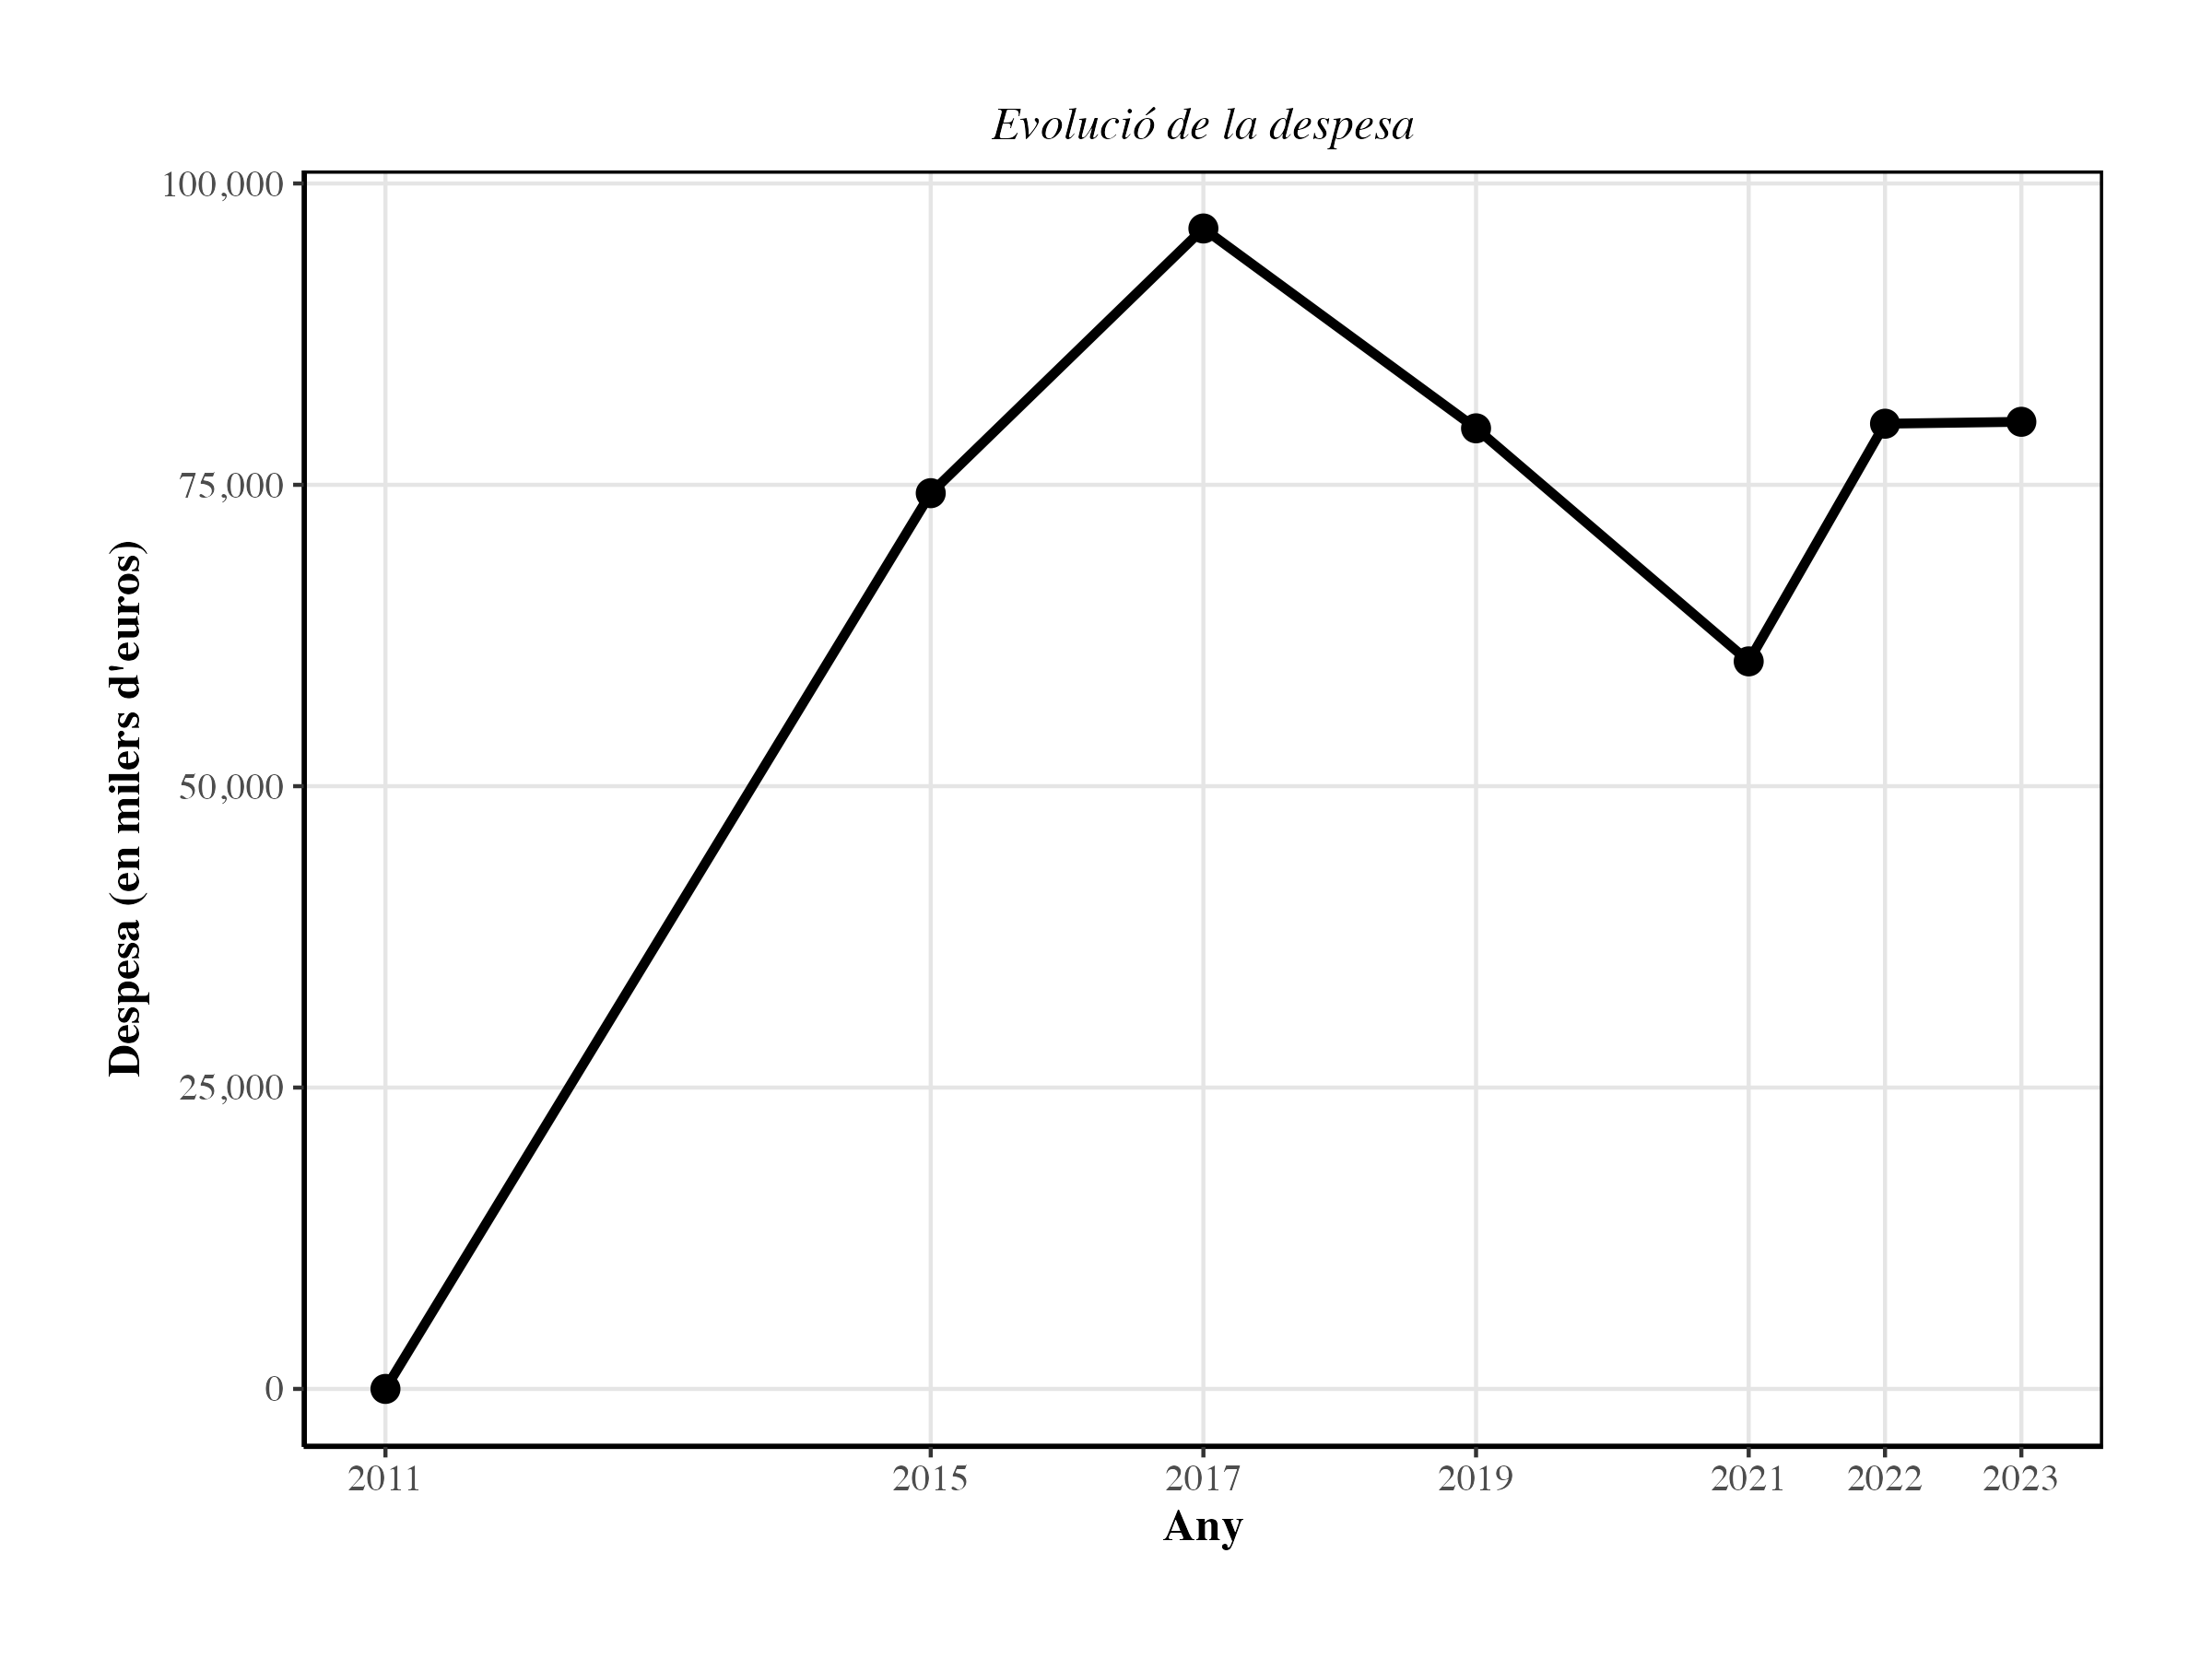 Evolució de la despesa
100,000
75,000
50,000
25,000
0
Despesa (en milers d'euros)
2011 2015 2017 2019 2021 2022 2023
Any